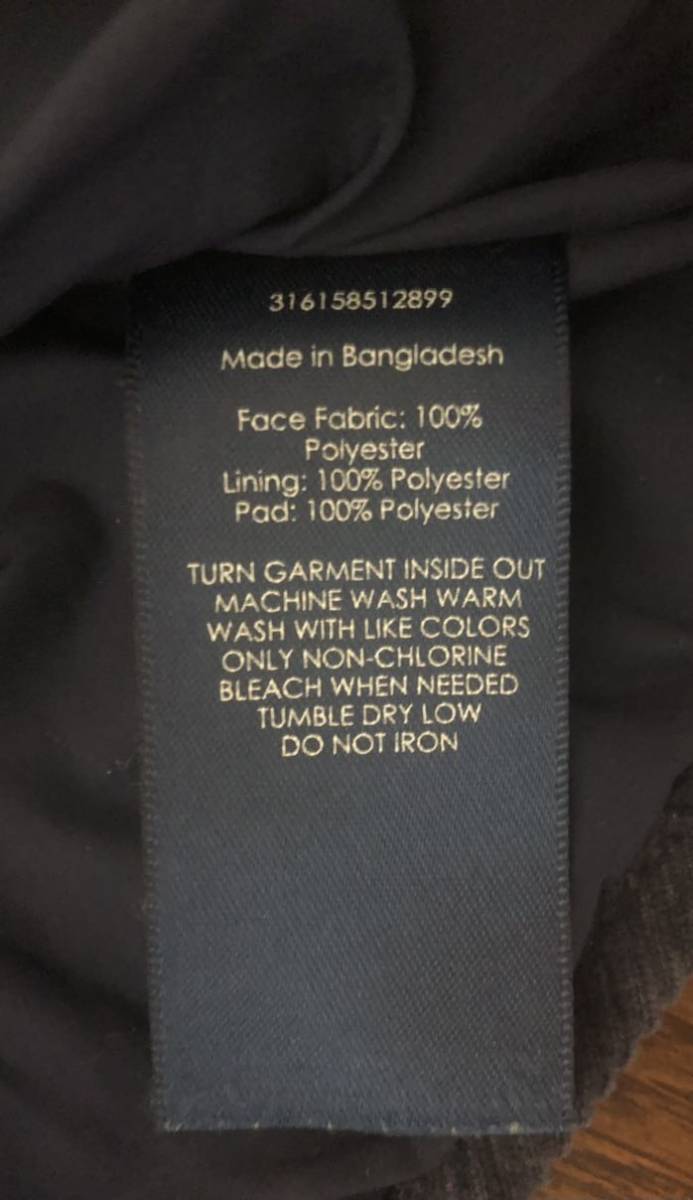 316158512899
Made in Bangladesh
Face Fabric: 100%
Polyester
Lining: 100% Polyester
Pad: 100% Polyester
TURN GARMENT INSIDE OUT
MACHINE WASH WARM
WASH WITH LIKE COLORS
ONLY NON-CHLORINE
BLEACH WHEN NEEDED
TUMBLE DRY LOW
DO NOT IRON